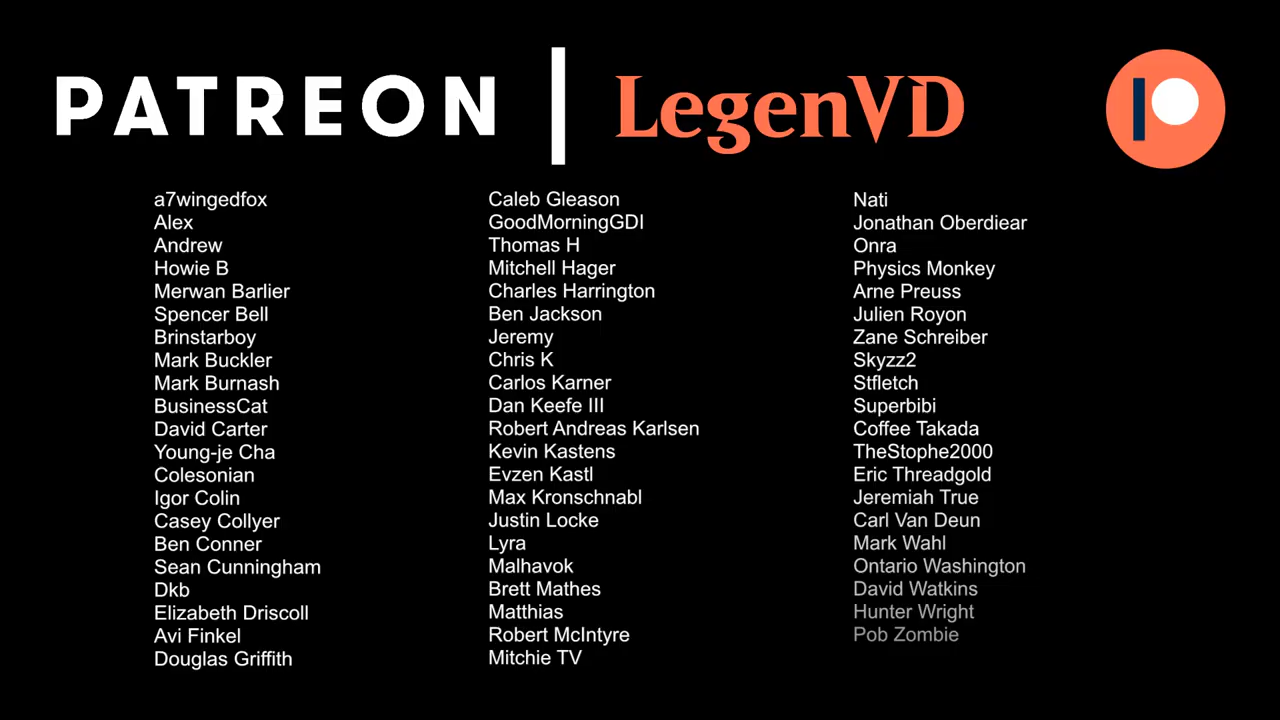 PATREON | LegenVD
a7wingedfox
Alex
Andrew
Howie B
Merwan Barlier
Spencer Bell
Brinstarboy
Mark Buckler
Mark Burnash
BusinessCat
David Carter
Young-je Cha
Colesonian
Igor Colin
Casey Collyer
Ben Conner
Sean Cunningham
Dkb
Elizabeth Driscoll
Avi Finkel
Douglas Griffith
Caleb Gleason
GoodMorningGDI
Thomas H
Mitchell Hager
Charles Harrington
Ben Jackson
Jeremy
Chris K
Carlos Karner
Dan Keefe III
Robert Andreas Karlsen
Kevin Kastens
Evzen Kastl
Max Kronschnabl
Justin Locke
Lyra
Malhavok
Brett Mathes
Matthias
Robert McIntyre
Mitchie TV
Nati
Jonathan Oberdiear
Onra
Physics Monkey
Arne Preuss
Julien Royon
Zane Schreiber
Skyzz2
Stfletch
Superbibi
Coffee Takada
TheStophe2000
Eric Threadgold
Jeremiah True
Carl Van Deun
Mark Wahl
Ontario Washington
David Watkins
Hunter Wright
Pob Zombie